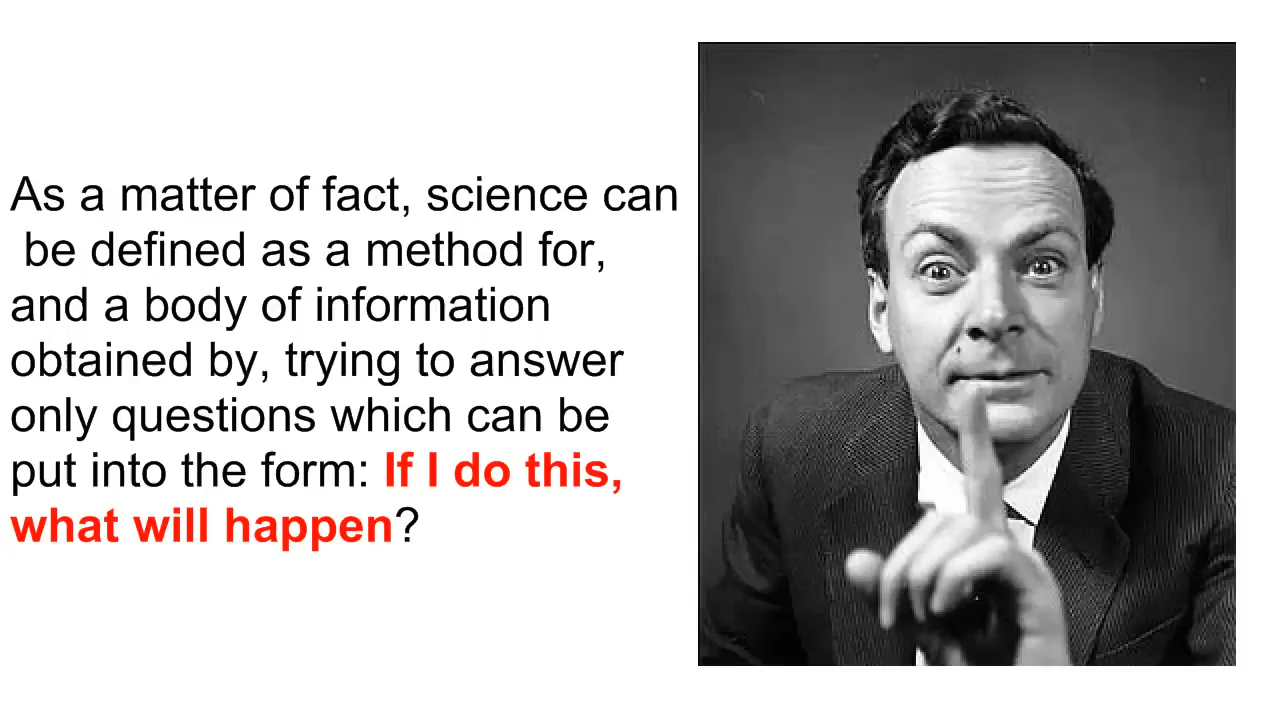 As a matter of fact, science can
be defined as a method for,
and a body of information
obtained by, trying to answer
only questions which can be
put into the form: If I do this,
what will happen?